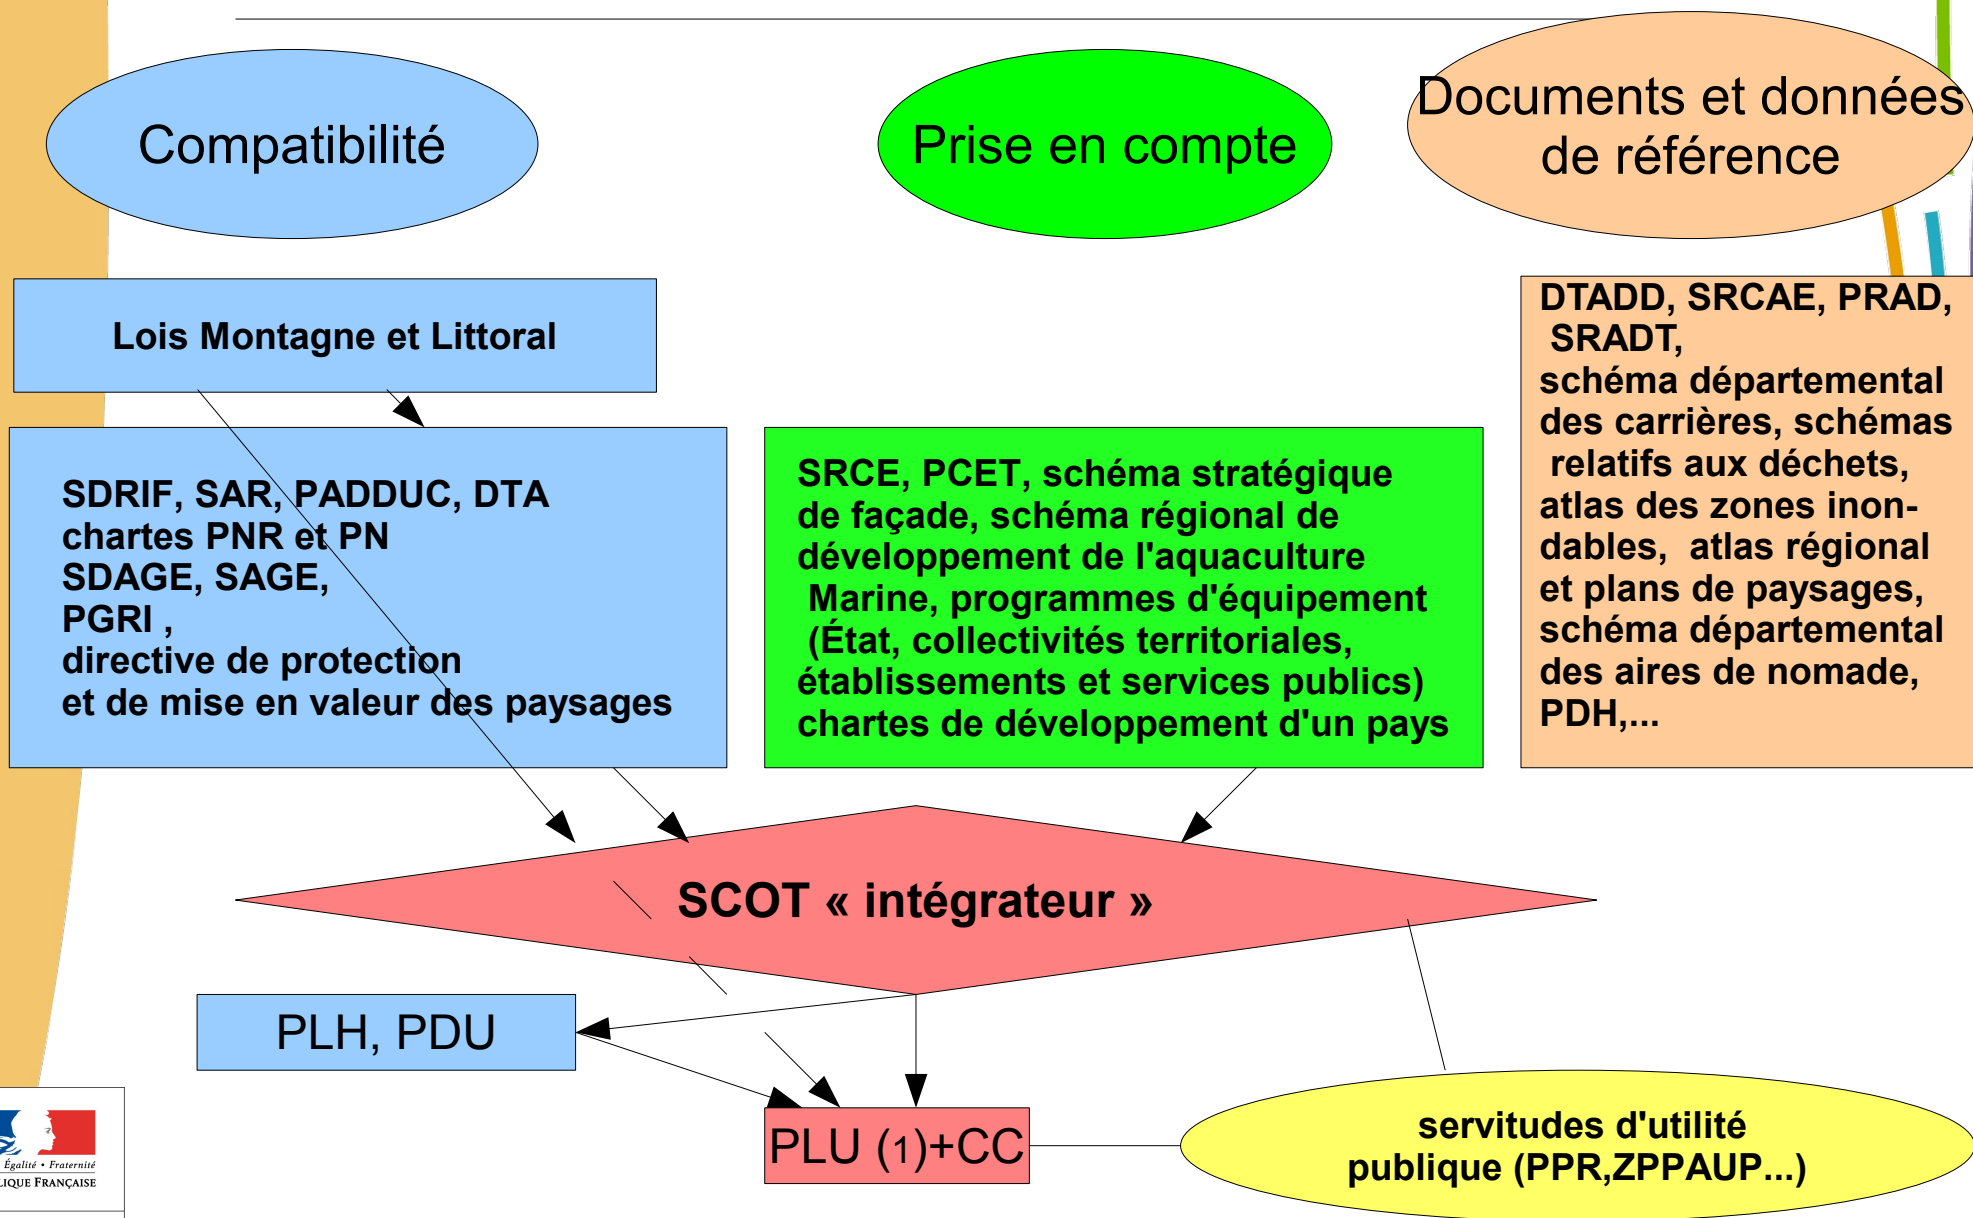 Compatibilité
Prise en compte
Documents et données
de référence
Lois Montagne et Littoral
SDRIF, SAR, PADDUC, DTA
chartes PNR et PN
SDAGE, SAGE,
PGRI ,
directive de protection
et de mise en valeur des paysages
SRCE, PCET, schéma stratégique
de façade, schéma régional de
développement de l'aquaculture
Marine, programmes d'équipement
(État, collectivités territoriales,
établissements et services publics)
chartes de développement d'un pays
DTADD, SRCAE, PRAD,
SRADT,
schéma départemental
des carrières, schémas
relatifs aux déchets,
atlas des zones inon-
dables, atlas régional
et plans de paysages,
schéma départemental
des aires de nomade,
PDH,...
SCOT « intégrateur »
PLH, PDU
PLU (1)+CC
servitudes d'utilité
publique (PPR,ZPPAUP...)
Égalité • Fraternité
LIQUE FRANÇAISE